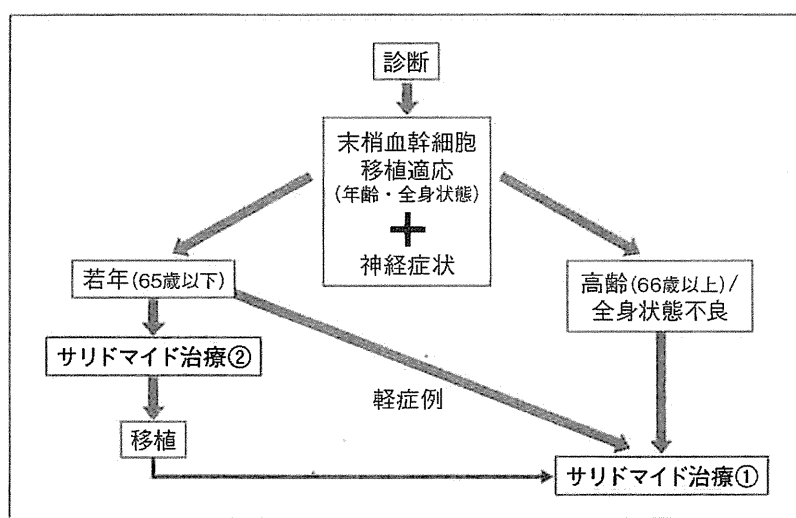 診断
末梢血幹細胞
移植適応
(年齢・全身状態)
+
神経症状
若年(65歳以下)
高齢(66歳以上)/
全身状態不良
サリドマイド治療②
軽症例
移植
サリドマイド治療①